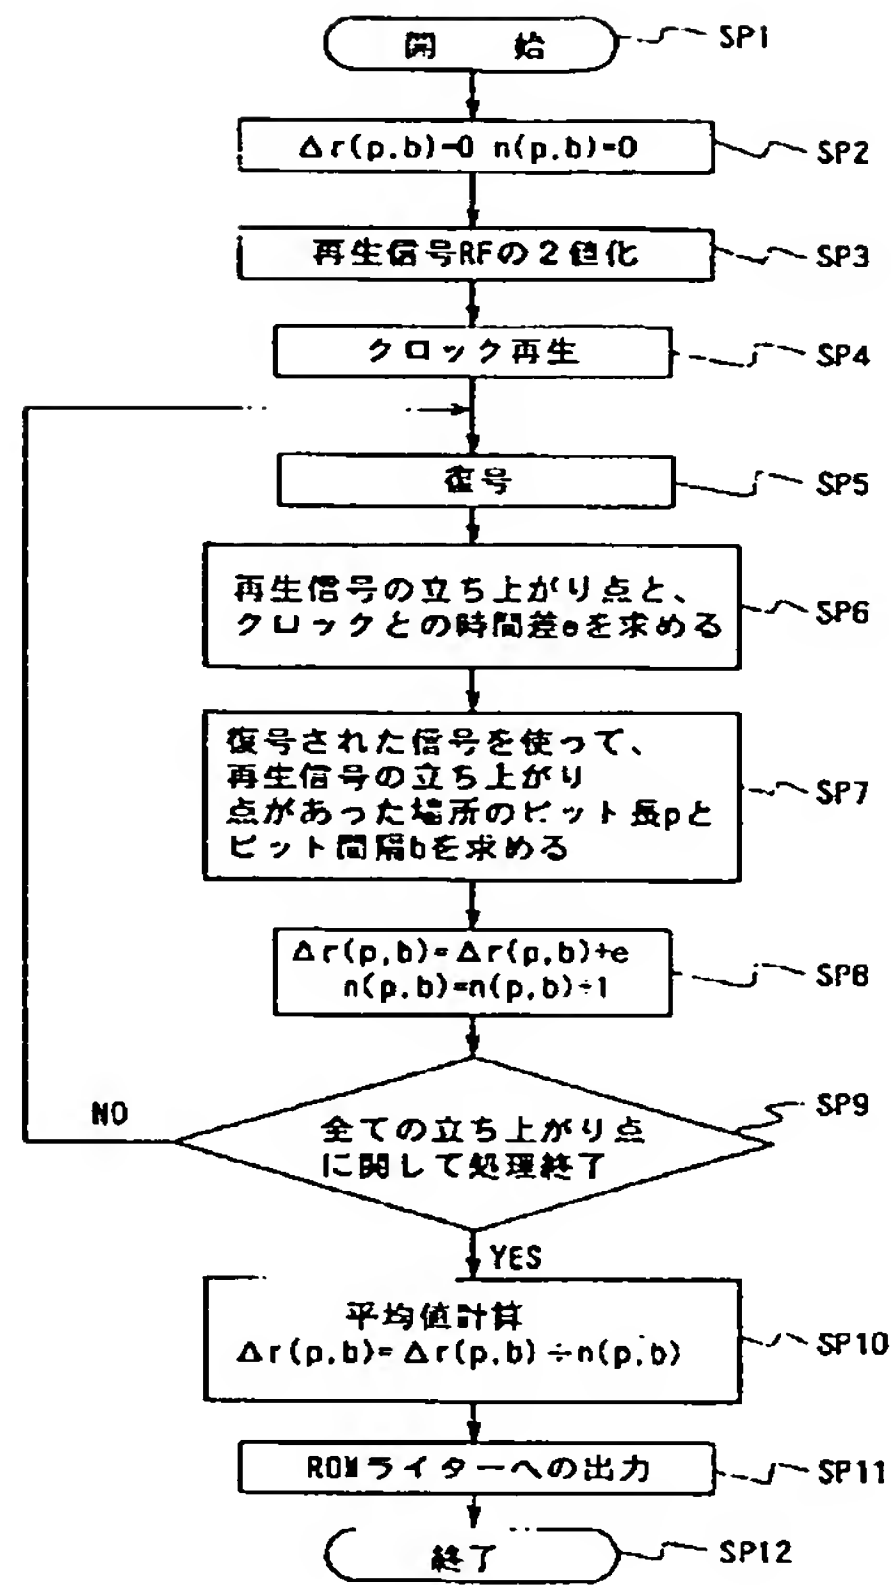 開 始
SP1
Δr(p,b)=0 n(p,b)=0
SP2
再生信号RFの2値化
SP3
クロック再生
SP4
復号
SP5
再生信号の立ち上がり点と、
クロックとの時間差eを求める
SP6
復号された信号を使って、
再生信号の立ち上がり
点があった場所のピット長pと
ピット間隔bを求める
SP7
Δr(p,b)=Δr(p,b)+e
n(p,b)=n(p,b)+1
SP8
全ての立ち上がり点
に関して処理終了
SP9
NO
YES
平均値計算
Δr(p,b)=Δr(p,b)÷n(p,b)
SP10
ROMライターへの出力
SP11
終了
SP12